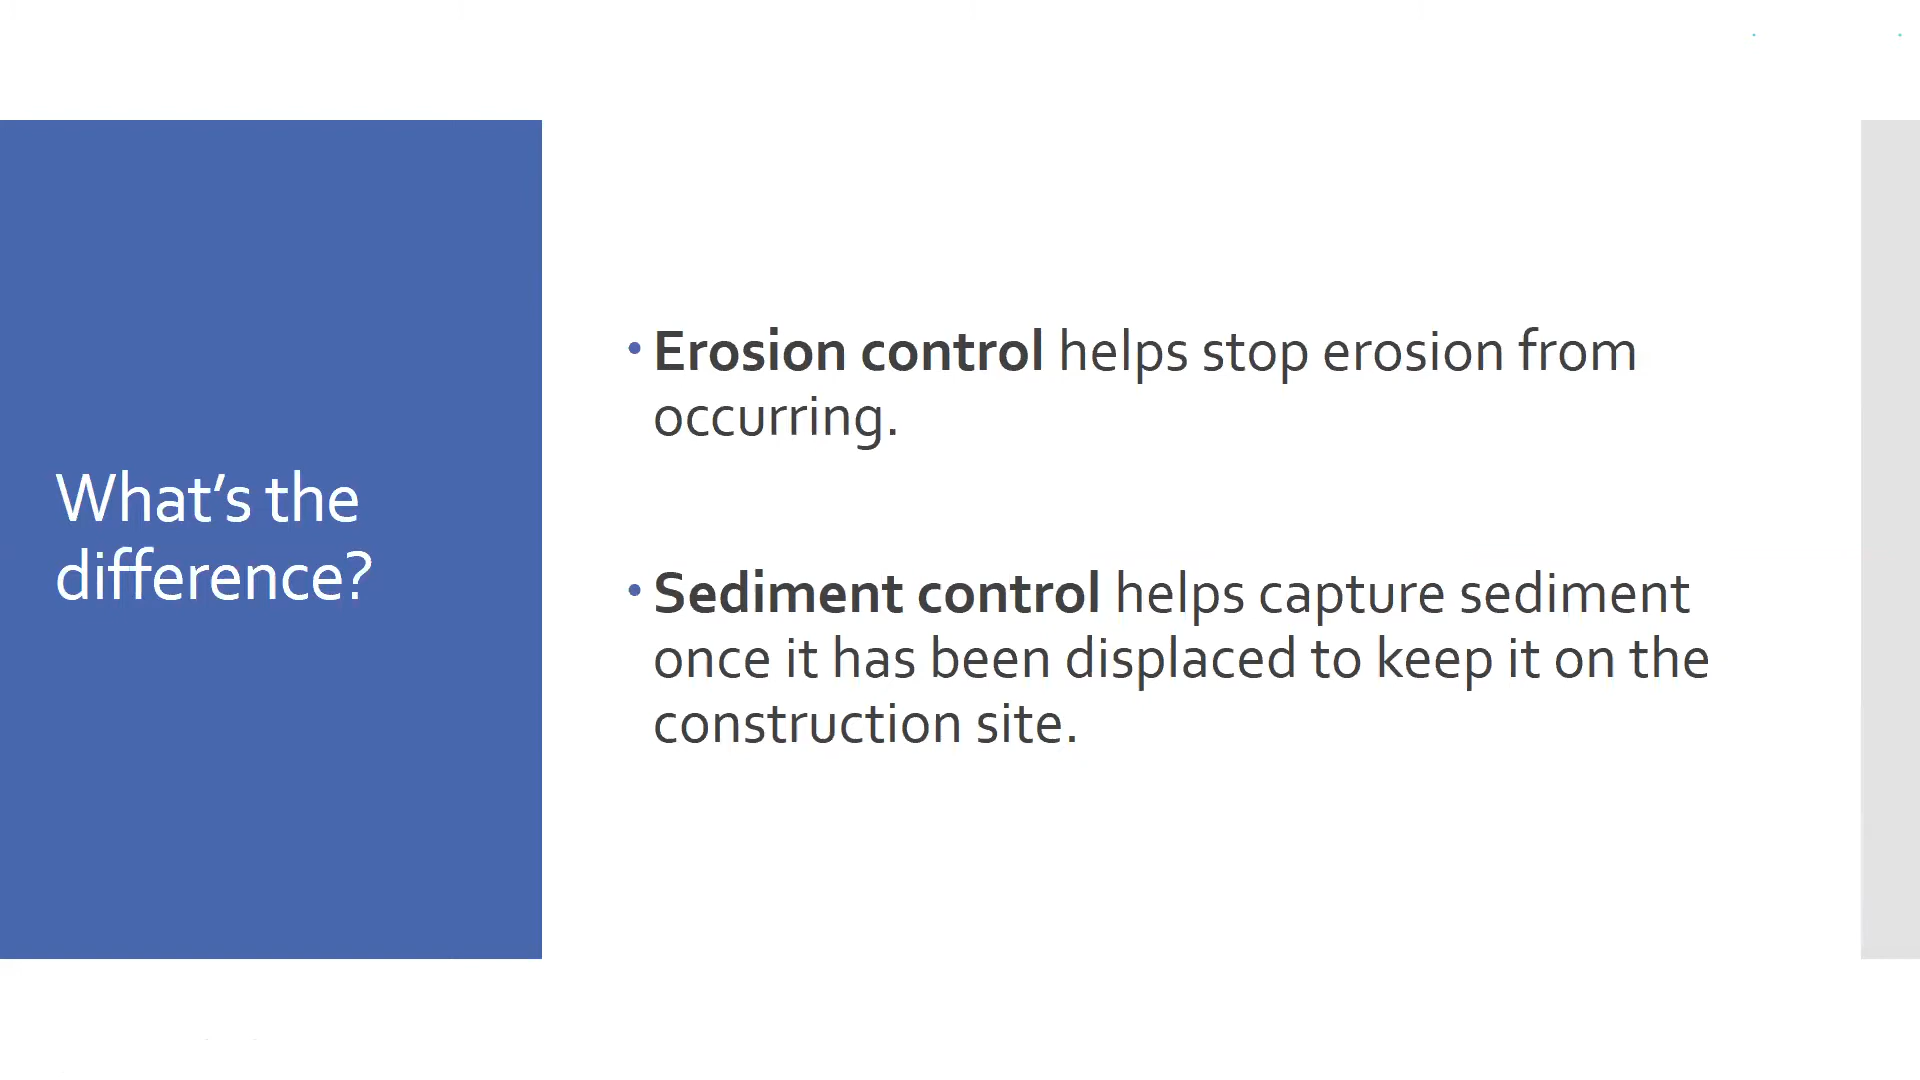 What's the
difference?
• Erosion control helps stop erosion from
occurring.
• Sediment control helps capture sediment
once it has been displaced to keep it on the
construction site.